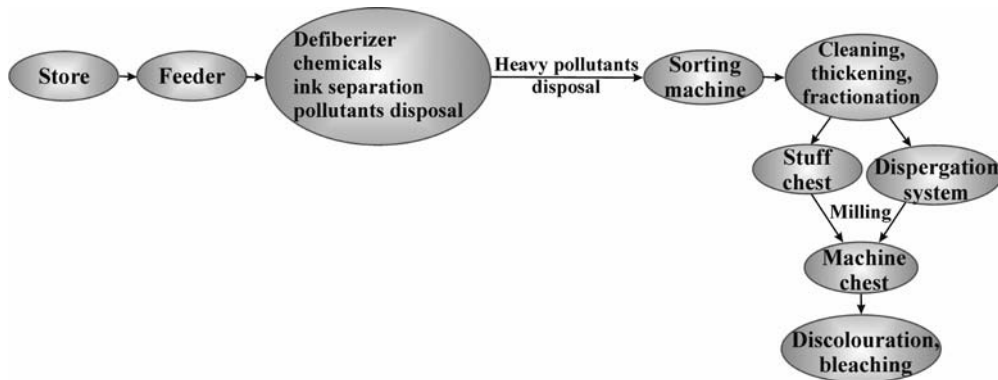 Store
Feeder
Defiberizer
chemicals
ink separation
pollutants disposal
Heavy pollutants
disposal
Sorting
machine
Cleaning,
thickening,
fractionation
Stuff
chest
Dispergation
system
Milling
Machine
chest
Discolouration,
bleaching